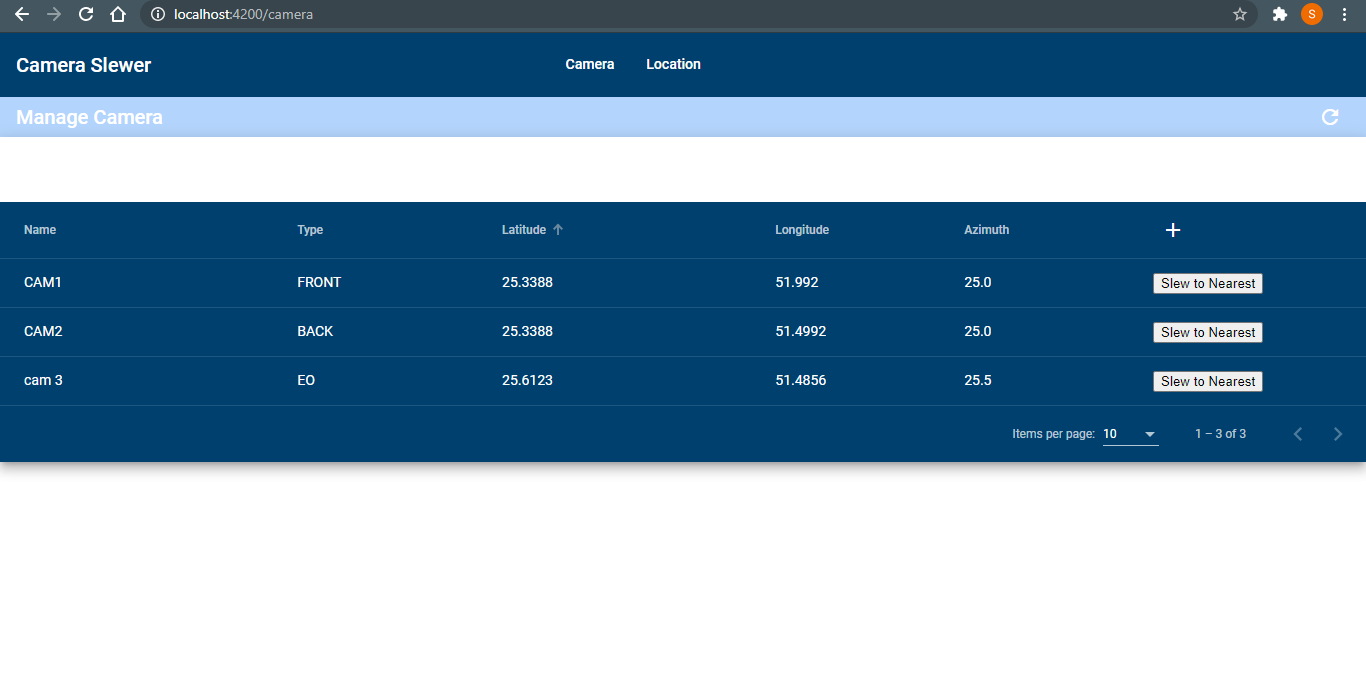 localhost:4200/camera
S
Camera Slewer Camera Location
Manage Camera
Name Type Latitude Longitude Azimuth
CAM1 FRONT 25.3388 51.992 25.0 Slew to Nearest
CAM2 BACK 25.3388 51.4992 25.0 Slew to Nearest
cam 3 EO 25.6123 51.4856 25.5 Slew to Nearest
Items per page: 10 1 – 3 of 3